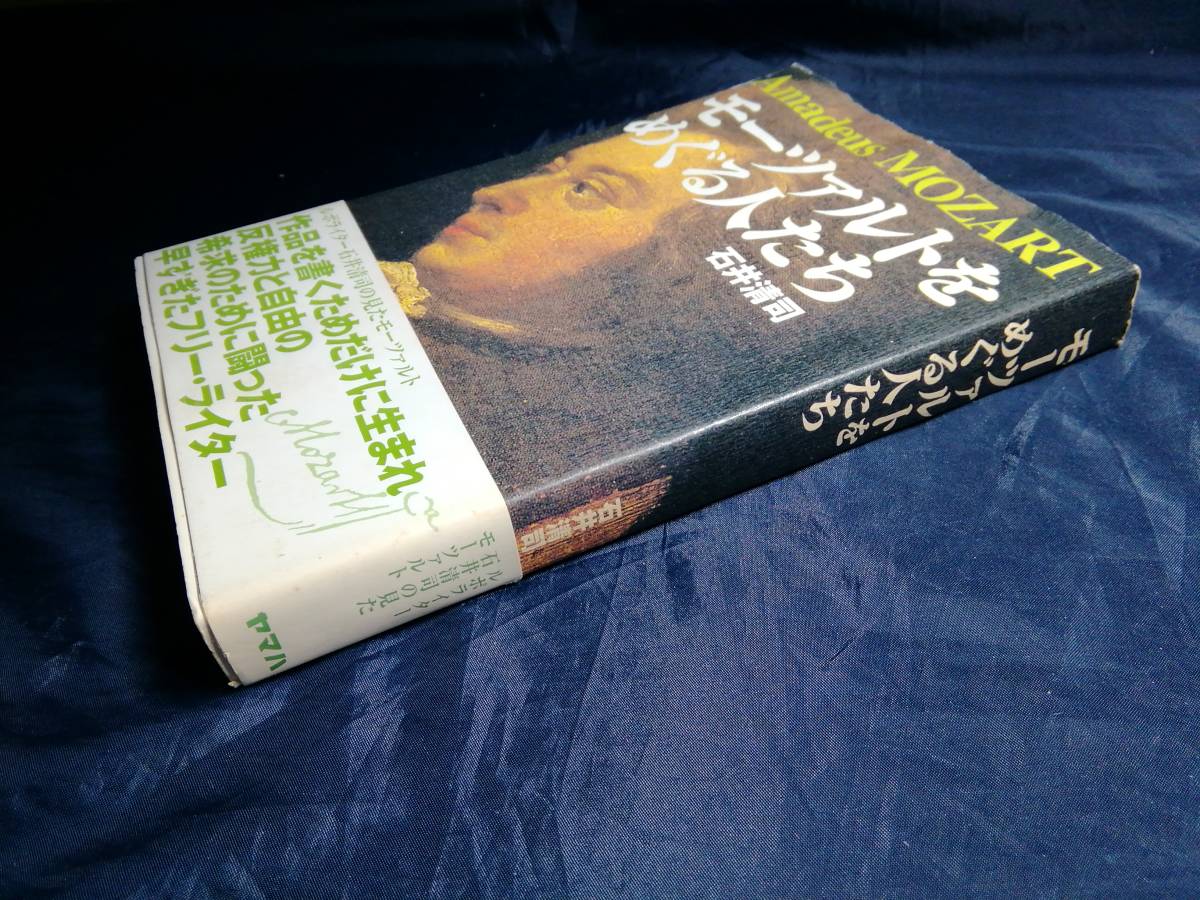 Amadeus MOZART
モーツァルトを
めぐる人たち
石井清司
ルポライター石井清司の見たモーツァルト
作品を書くためだけに生まれ
反権力と自由の
希求のために闘った
早すぎたフリー・ライター
Mozart
モーツァルトを
めぐる人たち
石井清司
ルポライター
石井清司の見た
モーツァルト
ヤマハ